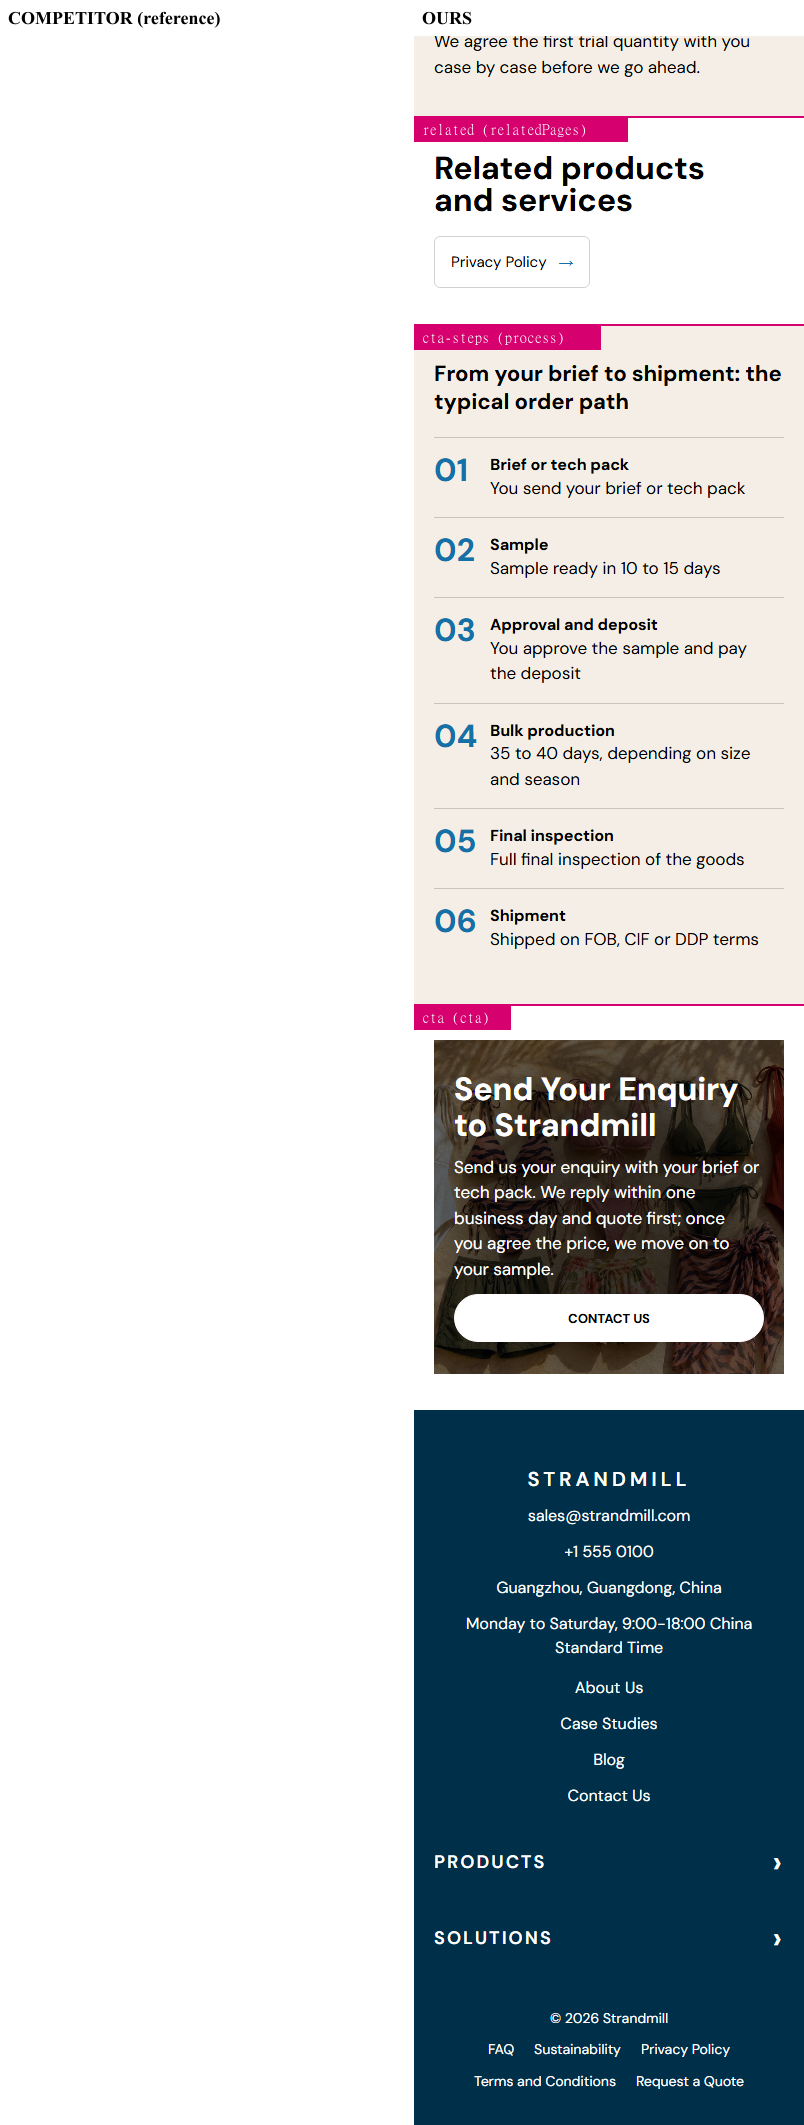 COMPETITOR (reference)
OURS
We agree the first trial quantity with you
case by case before we go ahead.
related (relatedPages)
Related products
and services
Privacy Policy →
cta-steps (process)
From your brief to shipment: the
typical order path
01
Brief or tech pack
You send your brief or tech pack
02
Sample
Sample ready in 10 to 15 days
03
Approval and deposit
You approve the sample and pay
the deposit
04
Bulk production
35 to 40 days, depending on size
and season
05
Final inspection
Full final inspection of the goods
06
Shipment
Shipped on FOB, CIF or DDP terms
cta (cta)
Send Your Enquiry
to Strandmill
Send us your enquiry with your brief or
tech pack. We reply within one
business day and quote first; once
you agree the price, we move on to
your sample.
CONTACT US
STRANDMILL
sales@strandmill.com
+1 555 0100
Guangzhou, Guangdong, China
Monday to Saturday, 9:00-18:00 China
Standard Time
About Us
Case Studies
Blog
Contact Us
PRODUCTS
SOLUTIONS
© 2026 Strandmill
FAQ Sustainability Privacy Policy
Terms and Conditions Request a Quote